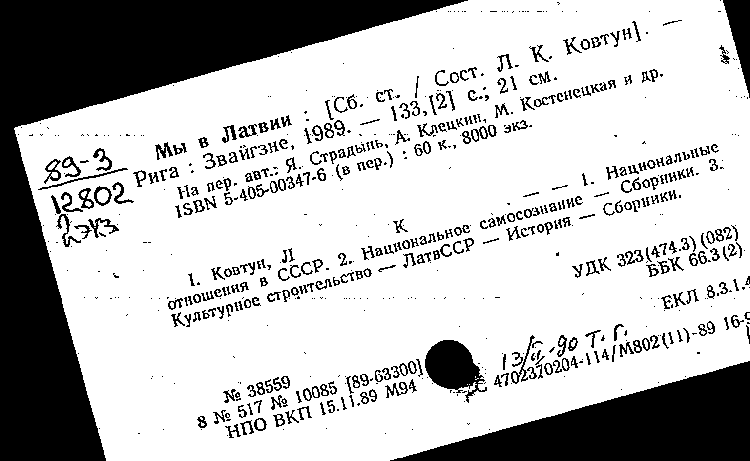 89-3
12802
2 экз
Мы в Латвии : [Сб. ст. / Сост. Л. К. Ковтун]. —
Рига : Звайгзне, 1989. — 133,[2] с.; 21 см.
На пер. авт.: Я. Страдынь, А. Клецкин, М. Костенецкая и др.
ISBN 5-405-00347-6 (в пер.) : 60 к., 8000 экз.
1. Ковтун, Л К — — 1. Национальные
отношения в СССР. 2. Национальное самосознание — Сборники. 3.
Культурное строительство — ЛатвССР — История — Сборники.
УДК 323(474.3)(082)
ББК 66.3(2)
ЕКЛ 8.3.1.4
13/II-90 Т. Г.
№ 38559
8 № 517 № 10085 [89-63300]
НПО ВКП 15.11.89 М94
С 4702370204-114/М802(11)-89 16-9